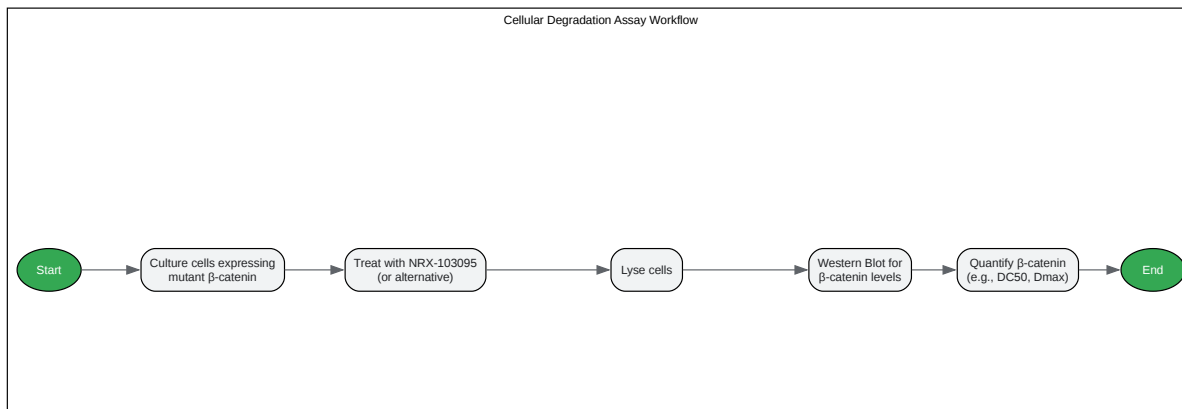 Cellular Degradation Assay Workflow
Start
Culture cells expressing
mutant β-catenin
Treat with NRX-103095
(or alternative)
Lyse cells
Western Blot for
β-catenin levels
Quantify β-catenin
(e.g., DC50, Dmax)
End